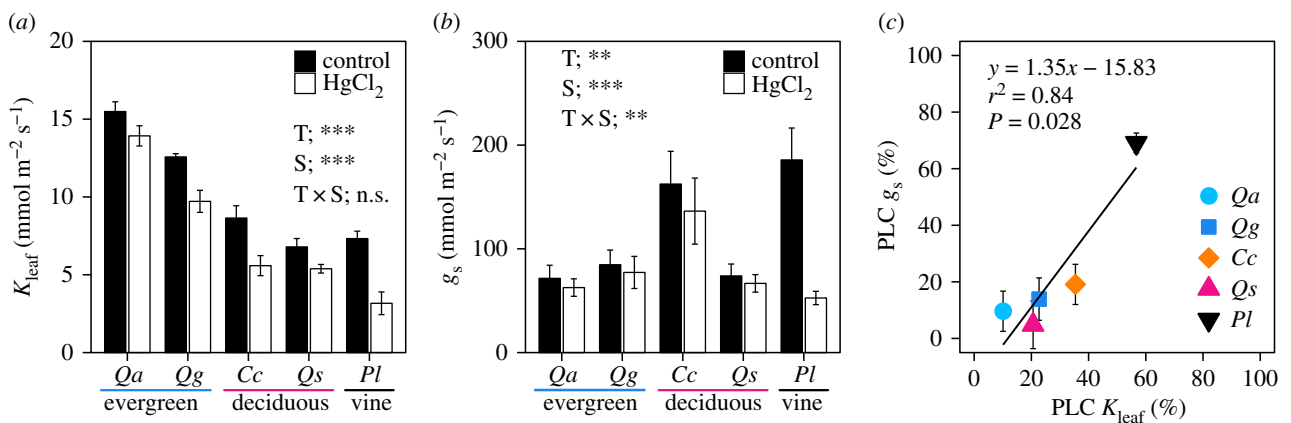 (a)
20
15
10
5
0
K_leaf (mmol m⁻² s⁻¹)
control
HgCl₂
T; ***
S; ***
T × S; n.s.
Qa Qg Cc Qs Pl
evergreen deciduous vine
(b)
300
200
100
0
g_s (mmol m⁻² s⁻¹)
T; **
S; ***
T × S; **
control
HgCl₂
Qa Qg Cc Qs Pl
evergreen deciduous vine
(c)
100
80
60
40
20
0
PLC g_s (%)
y = 1.35x – 15.83
r² = 0.84
P = 0.028
Qa
Qg
Cc
Qs
Pl
0 20 40 60 80 100
PLC K_leaf (%)